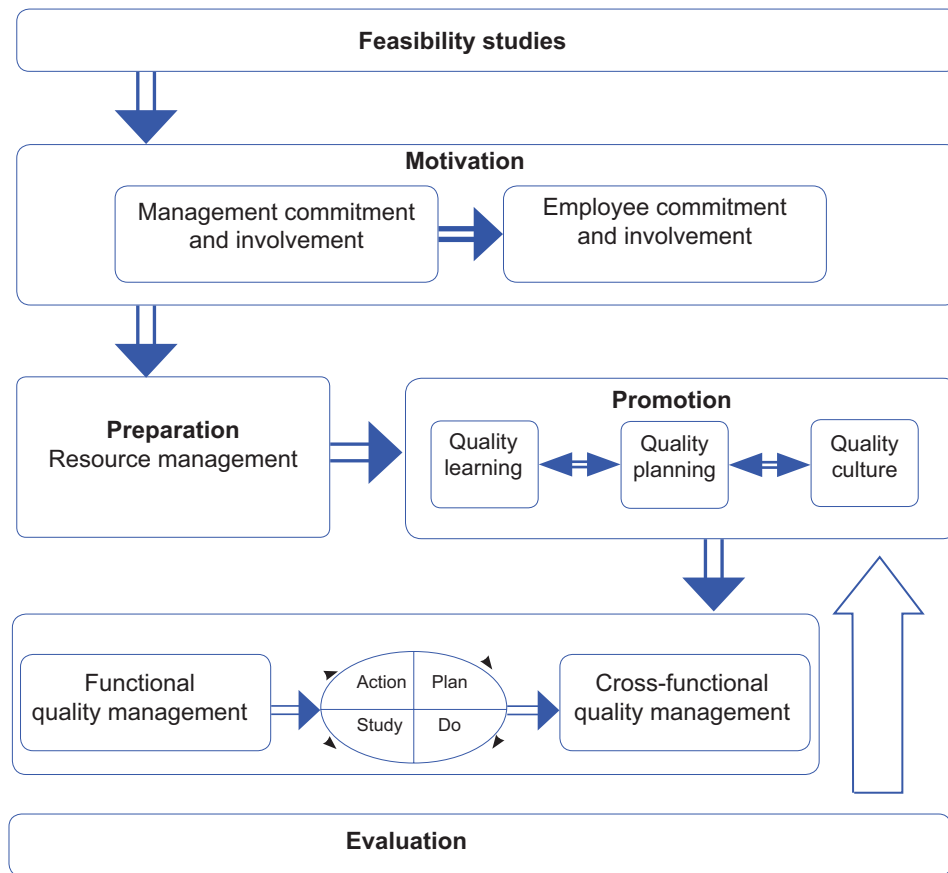 Feasibility studies
Motivation
Management commitment
and involvement
Employee commitment
and involvement
Preparation
Resource management
Promotion
Quality
learning
Quality
planning
Quality
culture
Functional
quality management
Action
Plan
Study
Do
Cross-functional
quality management
Evaluation